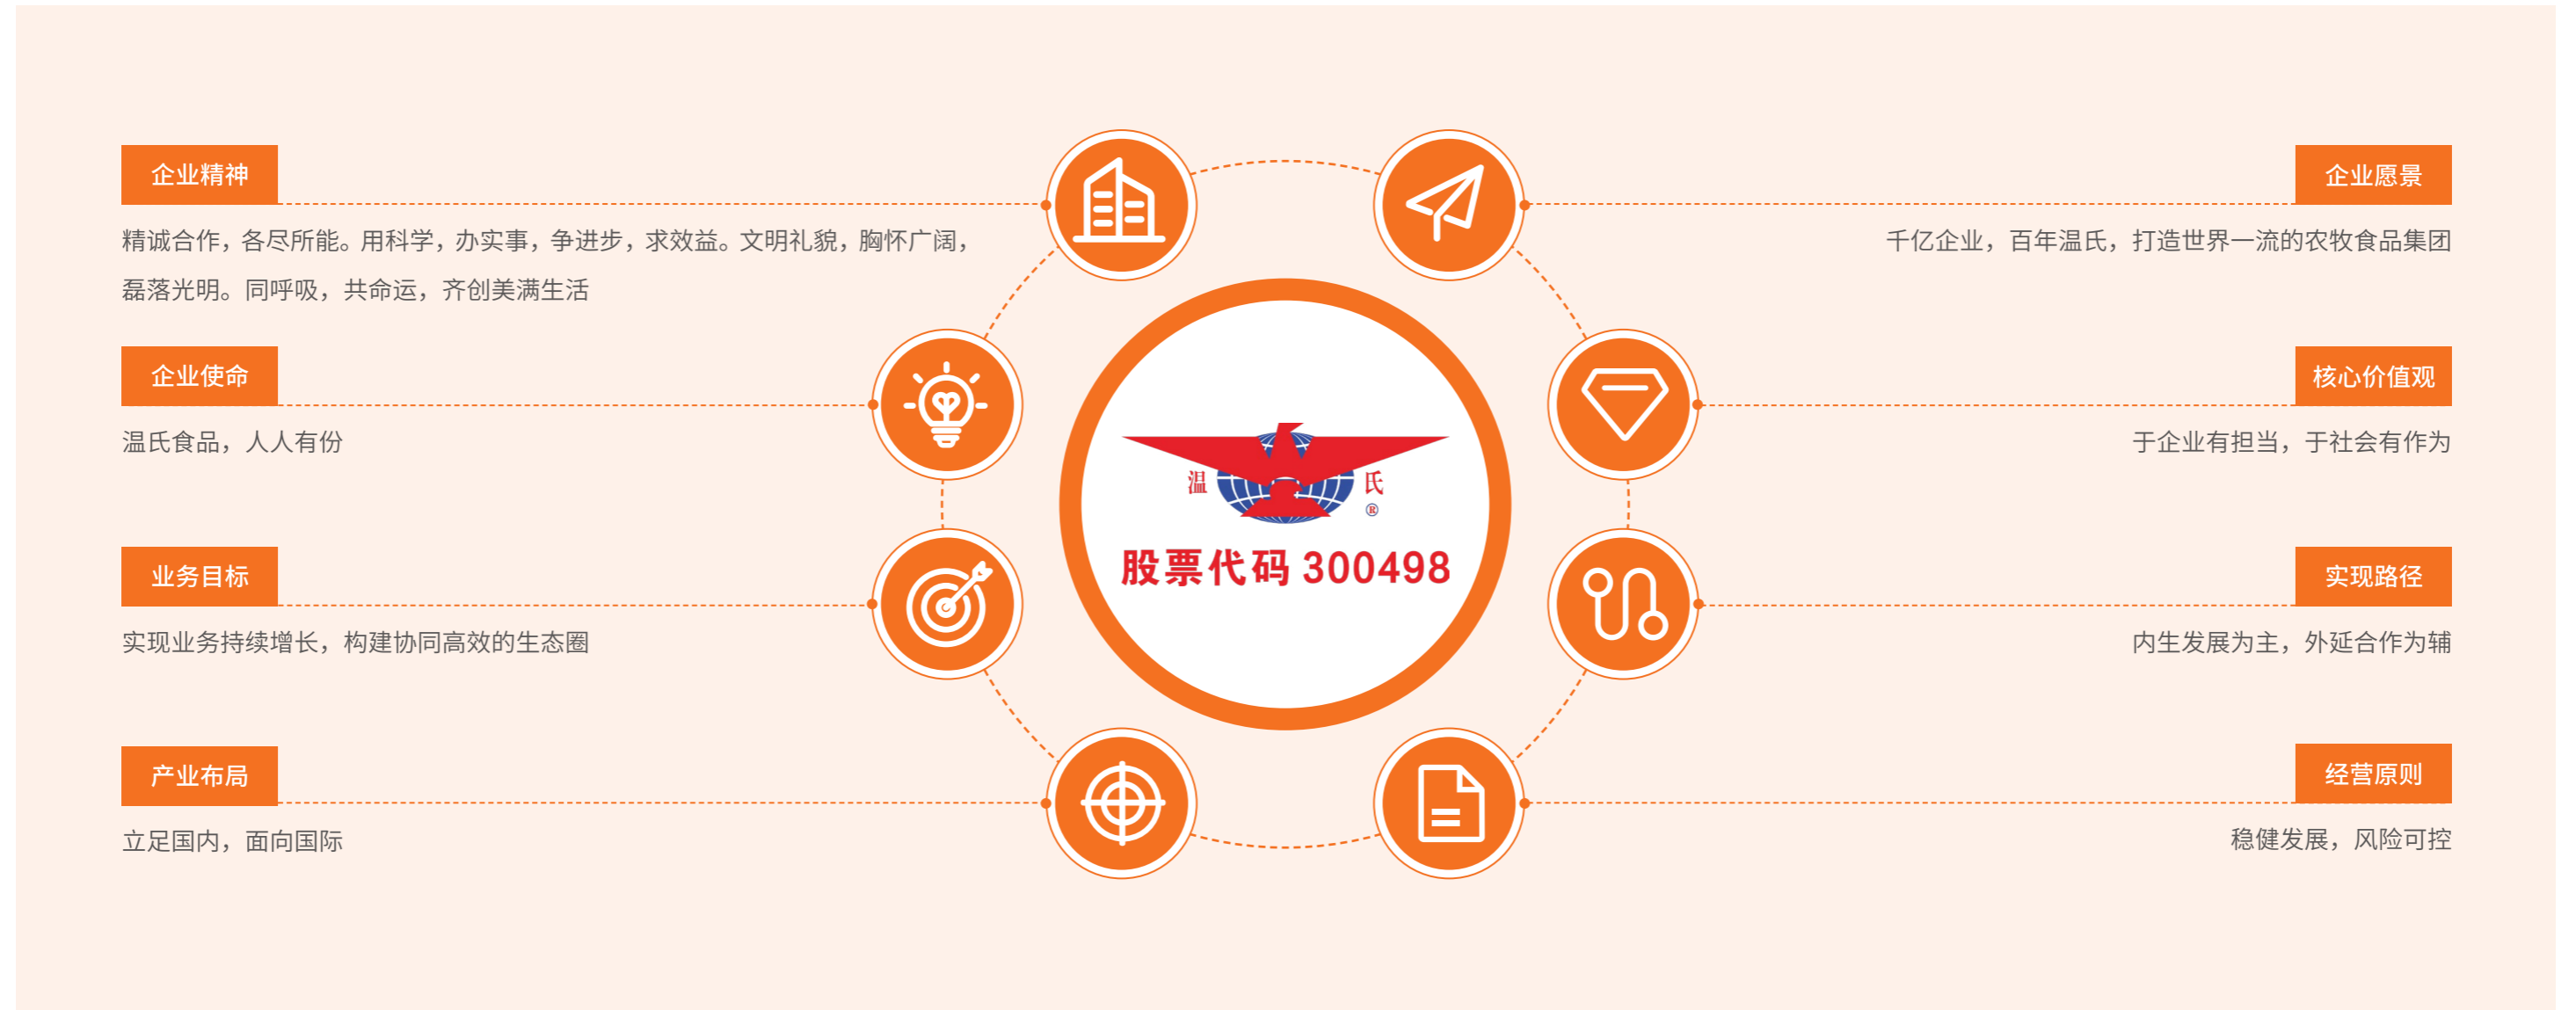 企业精神
精诚合作，各尽所能。用科学，办实事，争进步，求效益。文明礼貌，胸怀广阔，
磊落光明。同呼吸，共命运，齐创美满生活
企业使命
温氏食品，人人有份
业务目标
实现业务持续增长，构建协同高效的生态圈
产业布局
立足国内，面向国际
温 氏
®
股票代码 300498
企业愿景
千亿企业，百年温氏，打造世界一流的农牧食品集团
核心价值观
于企业有担当，于社会有作为
实现路径
内生发展为主，外延合作为辅
经营原则
稳健发展，风险可控